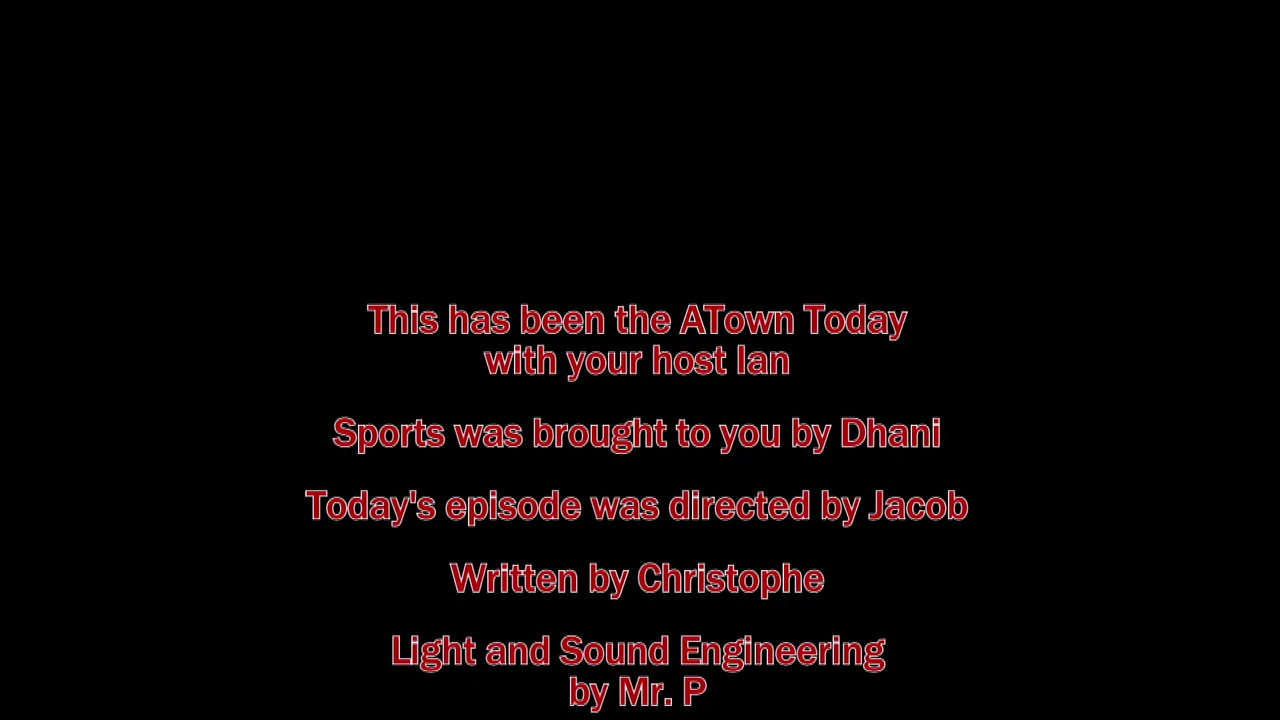 This has been the ATown Today
with your host Ian
Sports was brought to you by Dhani
Today's episode was directed by Jacob
Written by Christophe
Light and Sound Engineering
by Mr. P